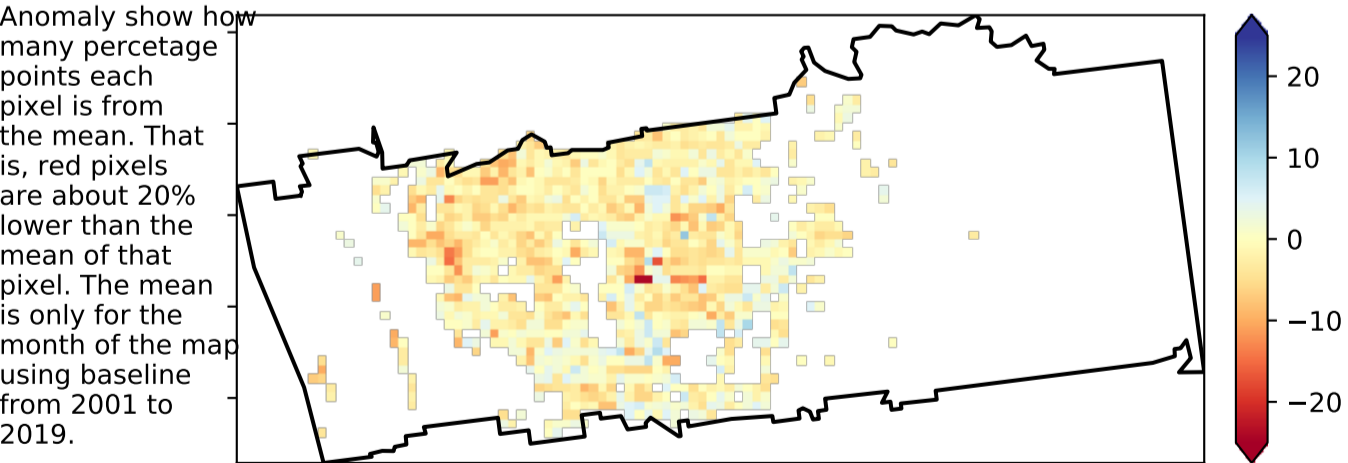 Anomaly show how
many percetage
points each
pixel is from
the mean. That
is, red pixels
are about 20%
lower than the
mean of that
pixel. The mean
is only for the
month of the map
using baseline
from 2001 to
2019.
20
10
0
−10
−20